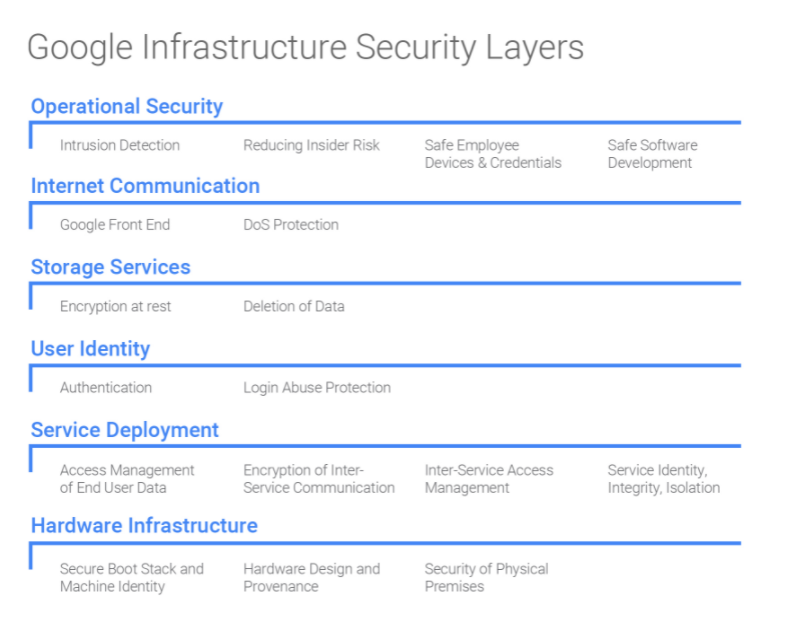 Google Infrastructure Security Layers
Operational Security
Intrusion Detection
Reducing Insider Risk
Safe Employee
Devices & Credentials
Safe Software
Development
Internet Communication
Google Front End
DoS Protection
Storage Services
Encryption at rest
Deletion of Data
User Identity
Authentication
Login Abuse Protection
Service Deployment
Access Management
of End User Data
Encryption of Inter-
Service Communication
Inter-Service Access
Management
Service Identity,
Integrity, Isolation
Hardware Infrastructure
Secure Boot Stack and
Machine Identity
Hardware Design and
Provenance
Security of Physical
Premises